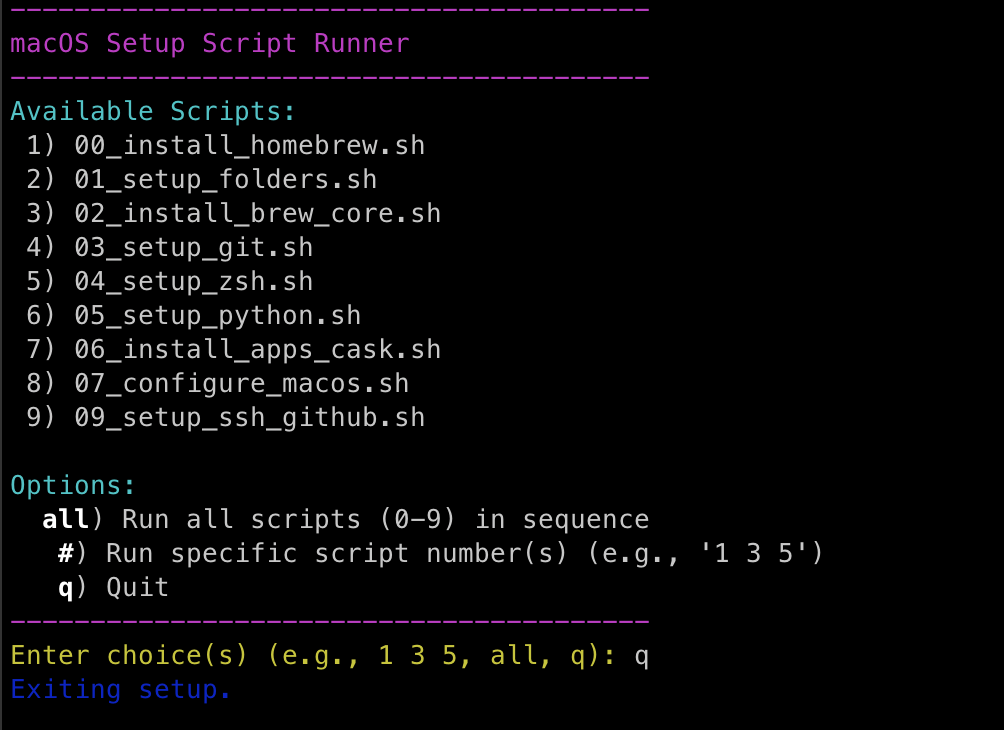 ----------------------------------------
macOS Setup Script Runner
----------------------------------------
Available Scripts:
 1) 00_install_homebrew.sh
 2) 01_setup_folders.sh
 3) 02_install_brew_core.sh
 4) 03_setup_git.sh
 5) 04_setup_zsh.sh
 6) 05_setup_python.sh
 7) 06_install_apps_cask.sh
 8) 07_configure_macos.sh
 9) 09_setup_ssh_github.sh

Options:
  all) Run all scripts (0-9) in sequence
   #) Run specific script number(s) (e.g., '1 3 5')
   q) Quit
----------------------------------------
Enter choice(s) (e.g., 1 3 5, all, q): q
Exiting setup.